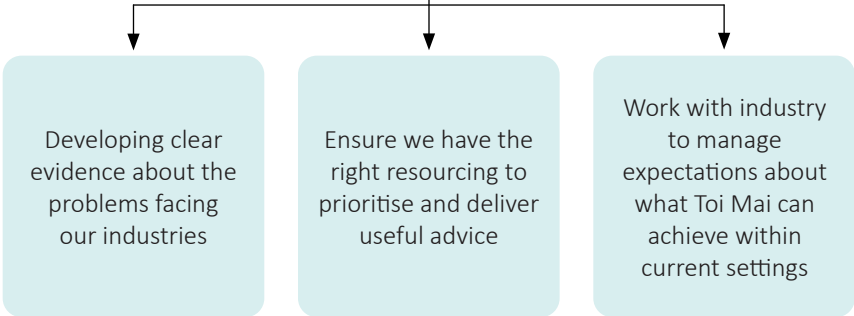 Developing clear
evidence about the
problems facing
our industries
Ensure we have the
right resourcing to
prioritise and deliver
useful advice
Work with industry
to manage
expectations about
what Toi Mai can
achieve within
current settings